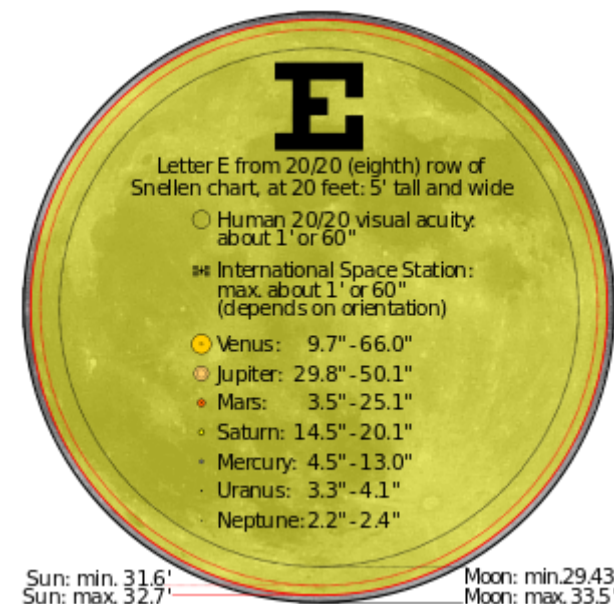 E
Letter E from 20/20 (eighth) row of
Snellen chart, at 20 feet: 5' tall and wide
Human 20/20 visual acuity:
about 1' or 60"
International Space Station:
max. about 1' or 60"
(depends on orientation)
Venus: 9.7"-66.0"
Jupiter: 29.8"-50.1"
Mars: 3.5"-25.1"
Saturn: 14.5"-20.1"
Mercury: 4.5"-13.0"
Uranus: 3.3"-4.1"
Neptune: 2.2"-2.4"
Sun: min. 31.6'
Sun: max. 32.7'
Moon: min.29.43
Moon: max. 33.5